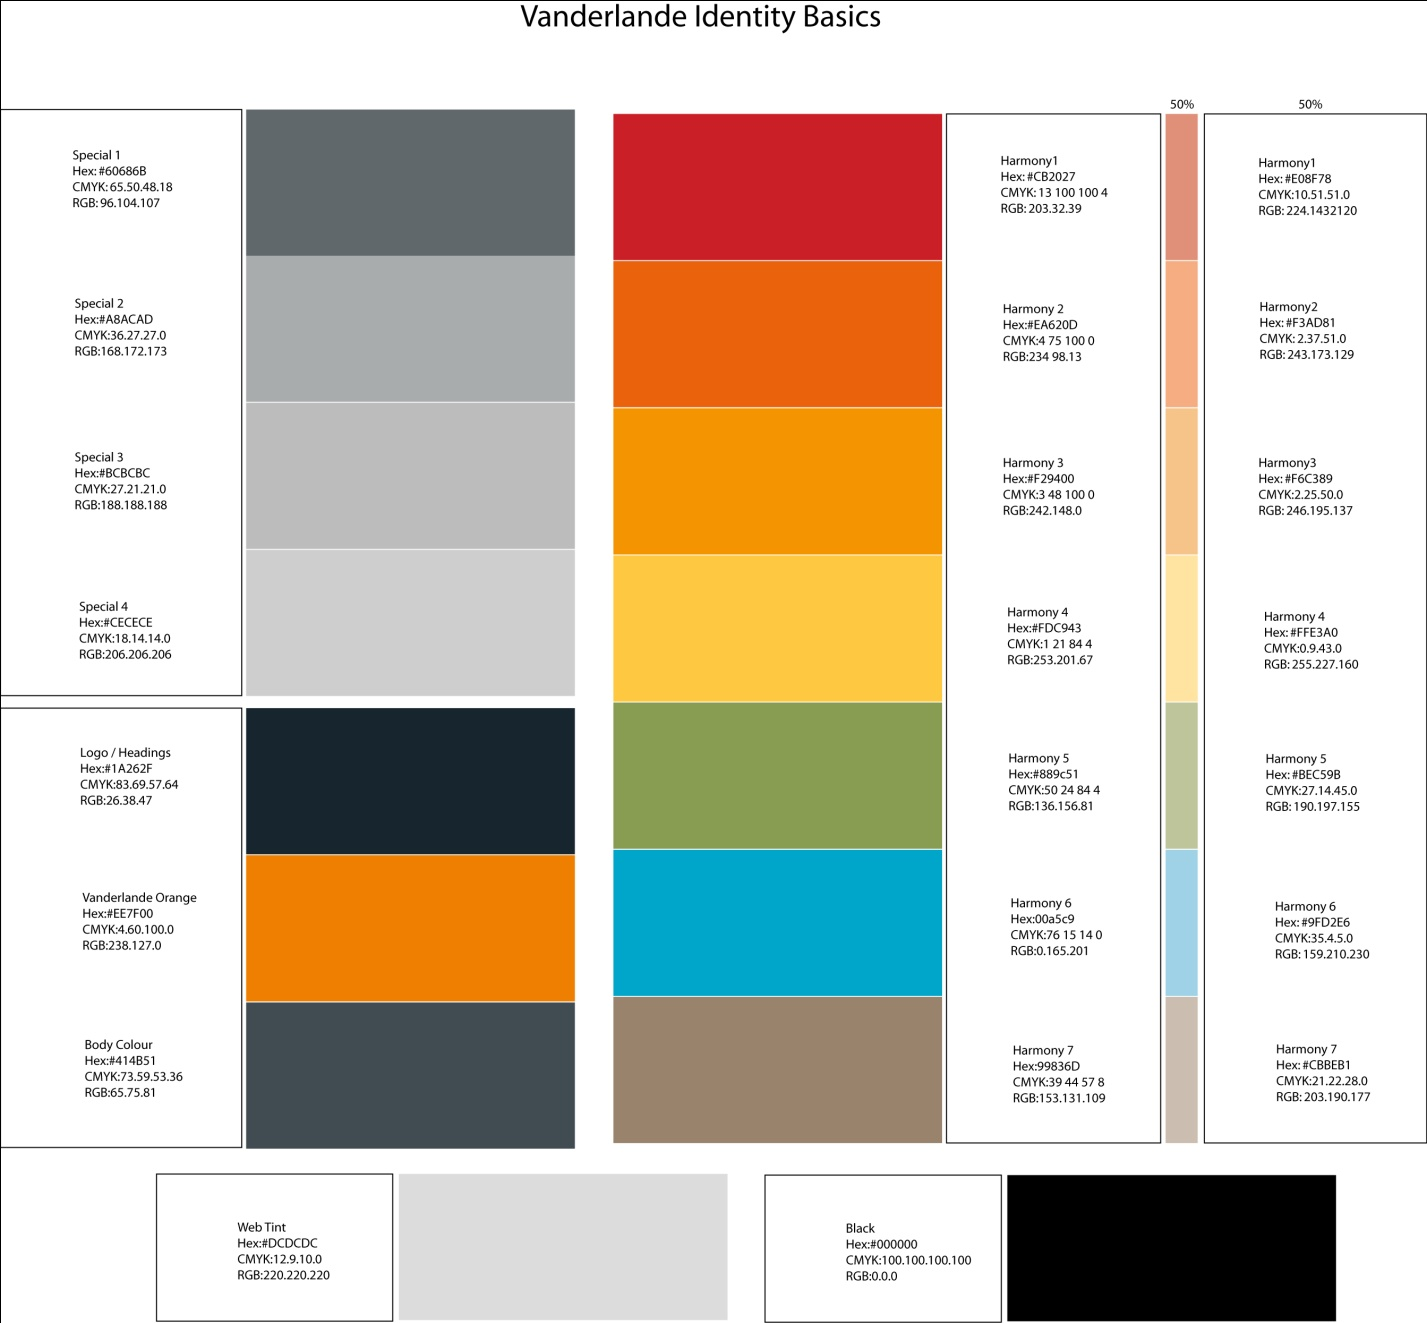 Vanderlande Identity Basics
Special 1
Hex: #60686B
CMYK: 65.50.48.18
RGB: 96.104.107
Special 2
Hex:#A8ACAD
CMYK:36.27.27.0
RGB:168.172.173
Special 3
Hex:#BCBCBC
CMYK:27.21.21.0
RGB:188.188.188
Special 4
Hex:#CECECE
CMYK:18.14.14.0
RGB:206.206.206
Logo / Headings
Hex:#1A262F
CMYK:83.69.57.64
RGB:26.38.47
Vanderlande Orange
Hex:#EE7F00
CMYK:4.60.100.0
RGB:238.127.0
Body Colour
Hex:#414B51
CMYK:73.59.53.36
RGB:65.75.81
Harmony1
Hex: #CB2027
CMYK: 13 100 100 4
RGB: 203.32.39
Harmony 2
Hex:#EA620D
CMYK:4 75 100 0
RGB:234 98.13
Harmony 3
Hex:#F29400
CMYK:3 48 100 0
RGB:242.148.0
Harmony 4
Hex:#FDC943
CMYK:1 21 84 4
RGB:253.201.67
Harmony 5
Hex:#889c51
CMYK:50 24 84 4
RGB:136.156.81
Harmony 6
Hex:00a5c9
CMYK:76 15 14 0
RGB:0.165.201
Harmony 7
Hex:99836D
CMYK:39 44 57 8
RGB:153.131.109
50%
50%
Harmony1
Hex: #E08F78
CMYK:10.51.51.0
RGB: 224.1432120
Harmony2
Hex: #F3AD81
CMYK: 2.37.51.0
RGB: 243.173.129
Harmony3
Hex: #F6C389
CMYK:2.25.50.0
RGB: 246.195.137
Harmony 4
Hex: #FFE3A0
CMYK:0.9.43.0
RGB: 255.227.160
Harmony 5
Hex: #BEC59B
CMYK:27.14.45.0
RGB: 190.197.155
Harmony 6
Hex: #9FD2E6
CMYK:35.4.5.0
RGB: 159.210.230
Harmony 7
Hex: #CBBEB1
CMYK:21.22.28.0
RGB: 203.190.177
Web Tint
Hex:#DCDCDC
CMYK:12.9.10.0
RGB:220.220.220
Black
Hex:#000000
CMYK:100.100.100.100
RGB:0.0.0